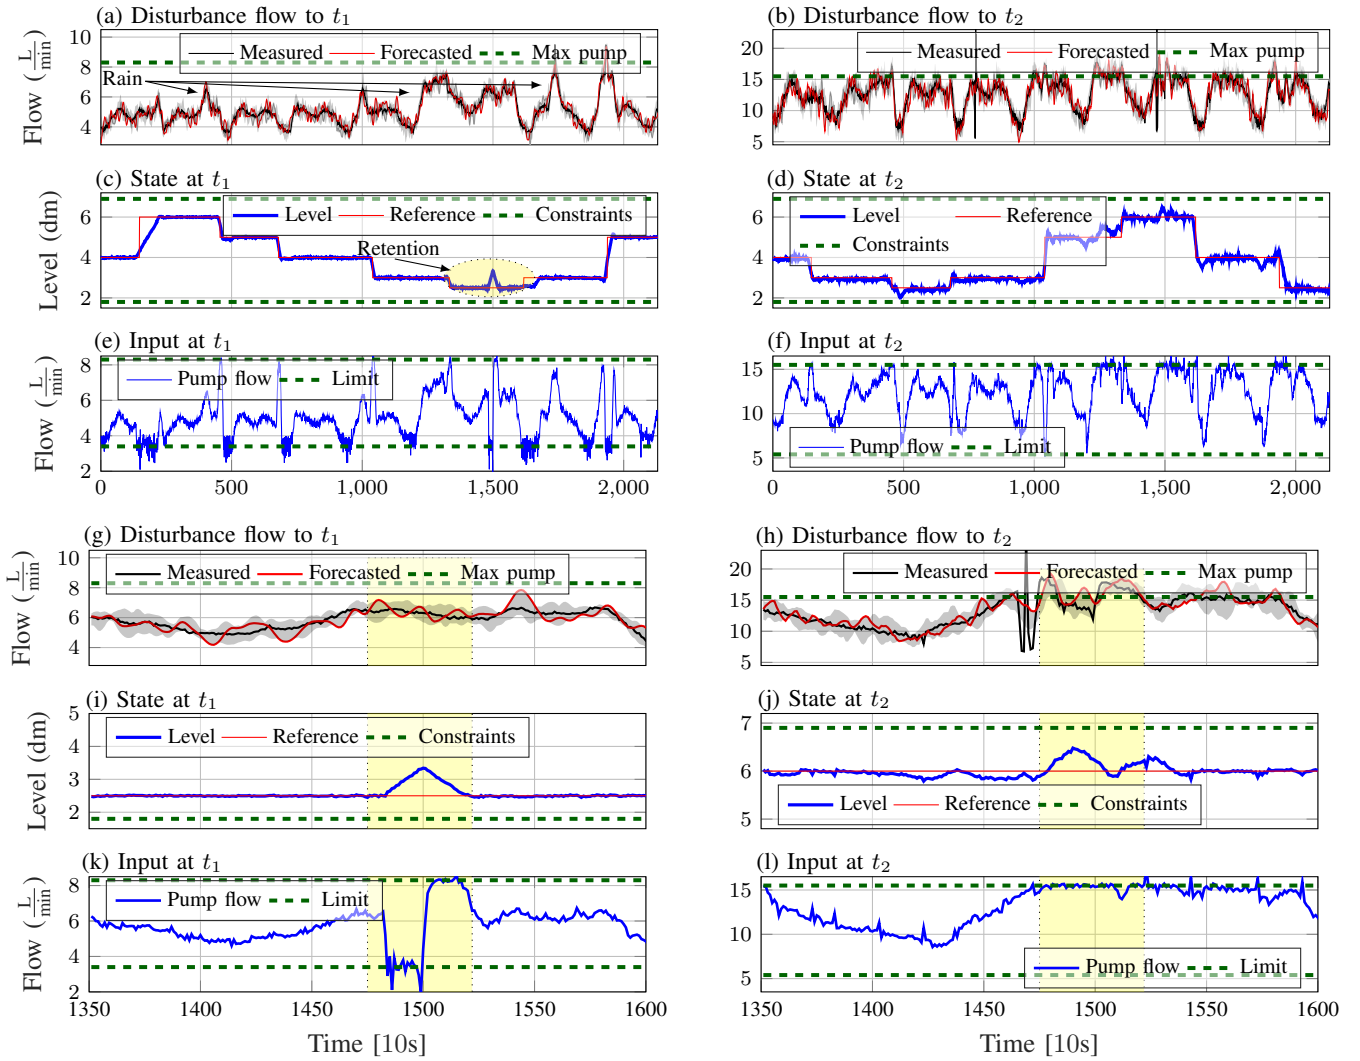 (a) Disturbance flow to t₁
Flow (L/min)
10
8
6
4
Measured Forecasted Max pump
Rain
(b) Disturbance flow to t₂
20
15
10
5
Measured Forecasted Max pump
(c) State at t₁
Level (dm)
6
4
2
Level Reference Constraints
Retention
(d) State at t₂
6
4
2
Level Reference
Constraints
(e) Input at t₁
Flow (L/min)
8
6
4
2
Pump flow Limit
0 500 1,000 1,500 2,000
(f) Input at t₂
15
10
5
Pump flow Limit
0 500 1,000 1,500 2,000
(g) Disturbance flow to t₁
Flow (L/min)
10
8
6
4
Measured Forecasted Max pump
(h) Disturbance flow to t₂
20
15
10
5
Measured Forecasted Max pump
(i) State at t₁
Level (dm)
5
4
3
2
Level Reference Constraints
(j) State at t₂
7
6
5
Level Reference Constraints
(k) Input at t₁
Flow (L/min)
8
6
4
2
Pump flow Limit
1350 1400 1450 1500 1550 1600
Time [10s]
(l) Input at t₂
15
10
5
Pump flow Limit
1350 1400 1450 1500 1550 1600
Time [10s]